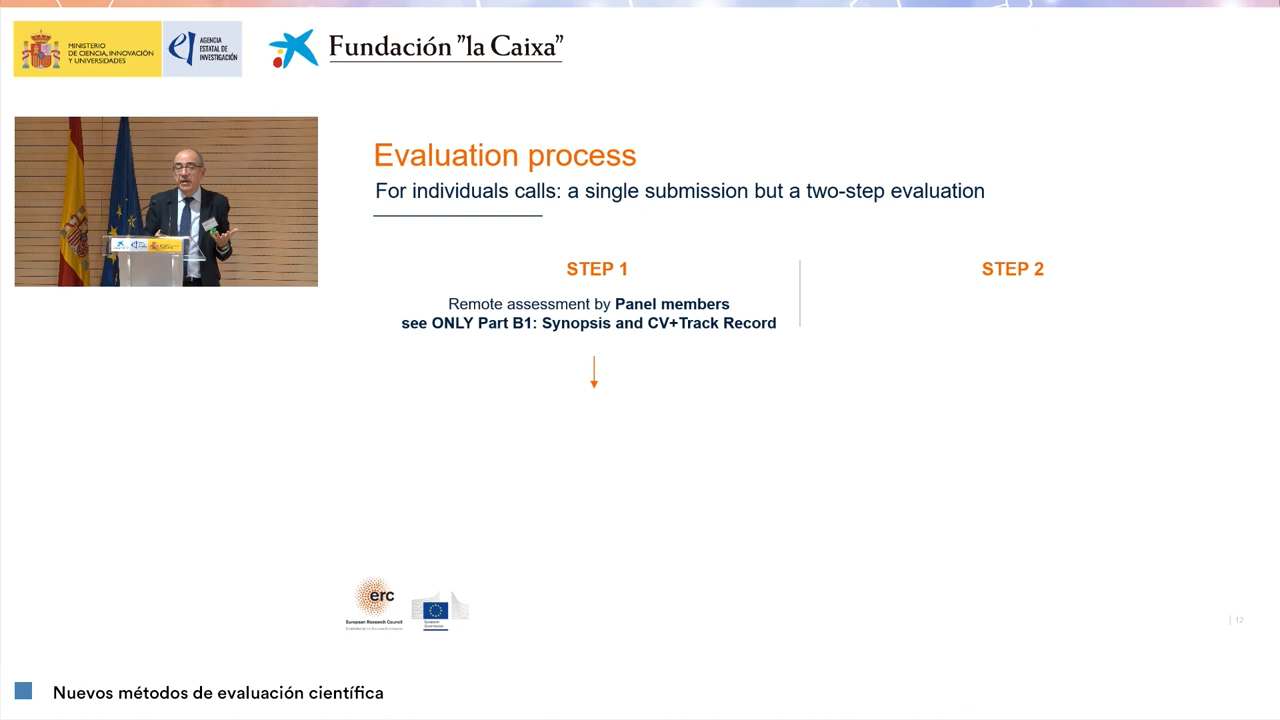 MINISTERIO
DE CIENCIA, INNOVACIÓN
Y UNIVERSIDADES
AGENCIA
ESTATAL DE
INVESTIGACIÓN
Fundación "la Caixa"
Evaluation process
For individuals calls: a single submission but a two-step evaluation
STEP 1
STEP 2
Remote assessment by Panel members
see ONLY Part B1: Synopsis and CV+Track Record
erc
European Research Council
European
Commission
12
Nuevos métodos de evaluación científica